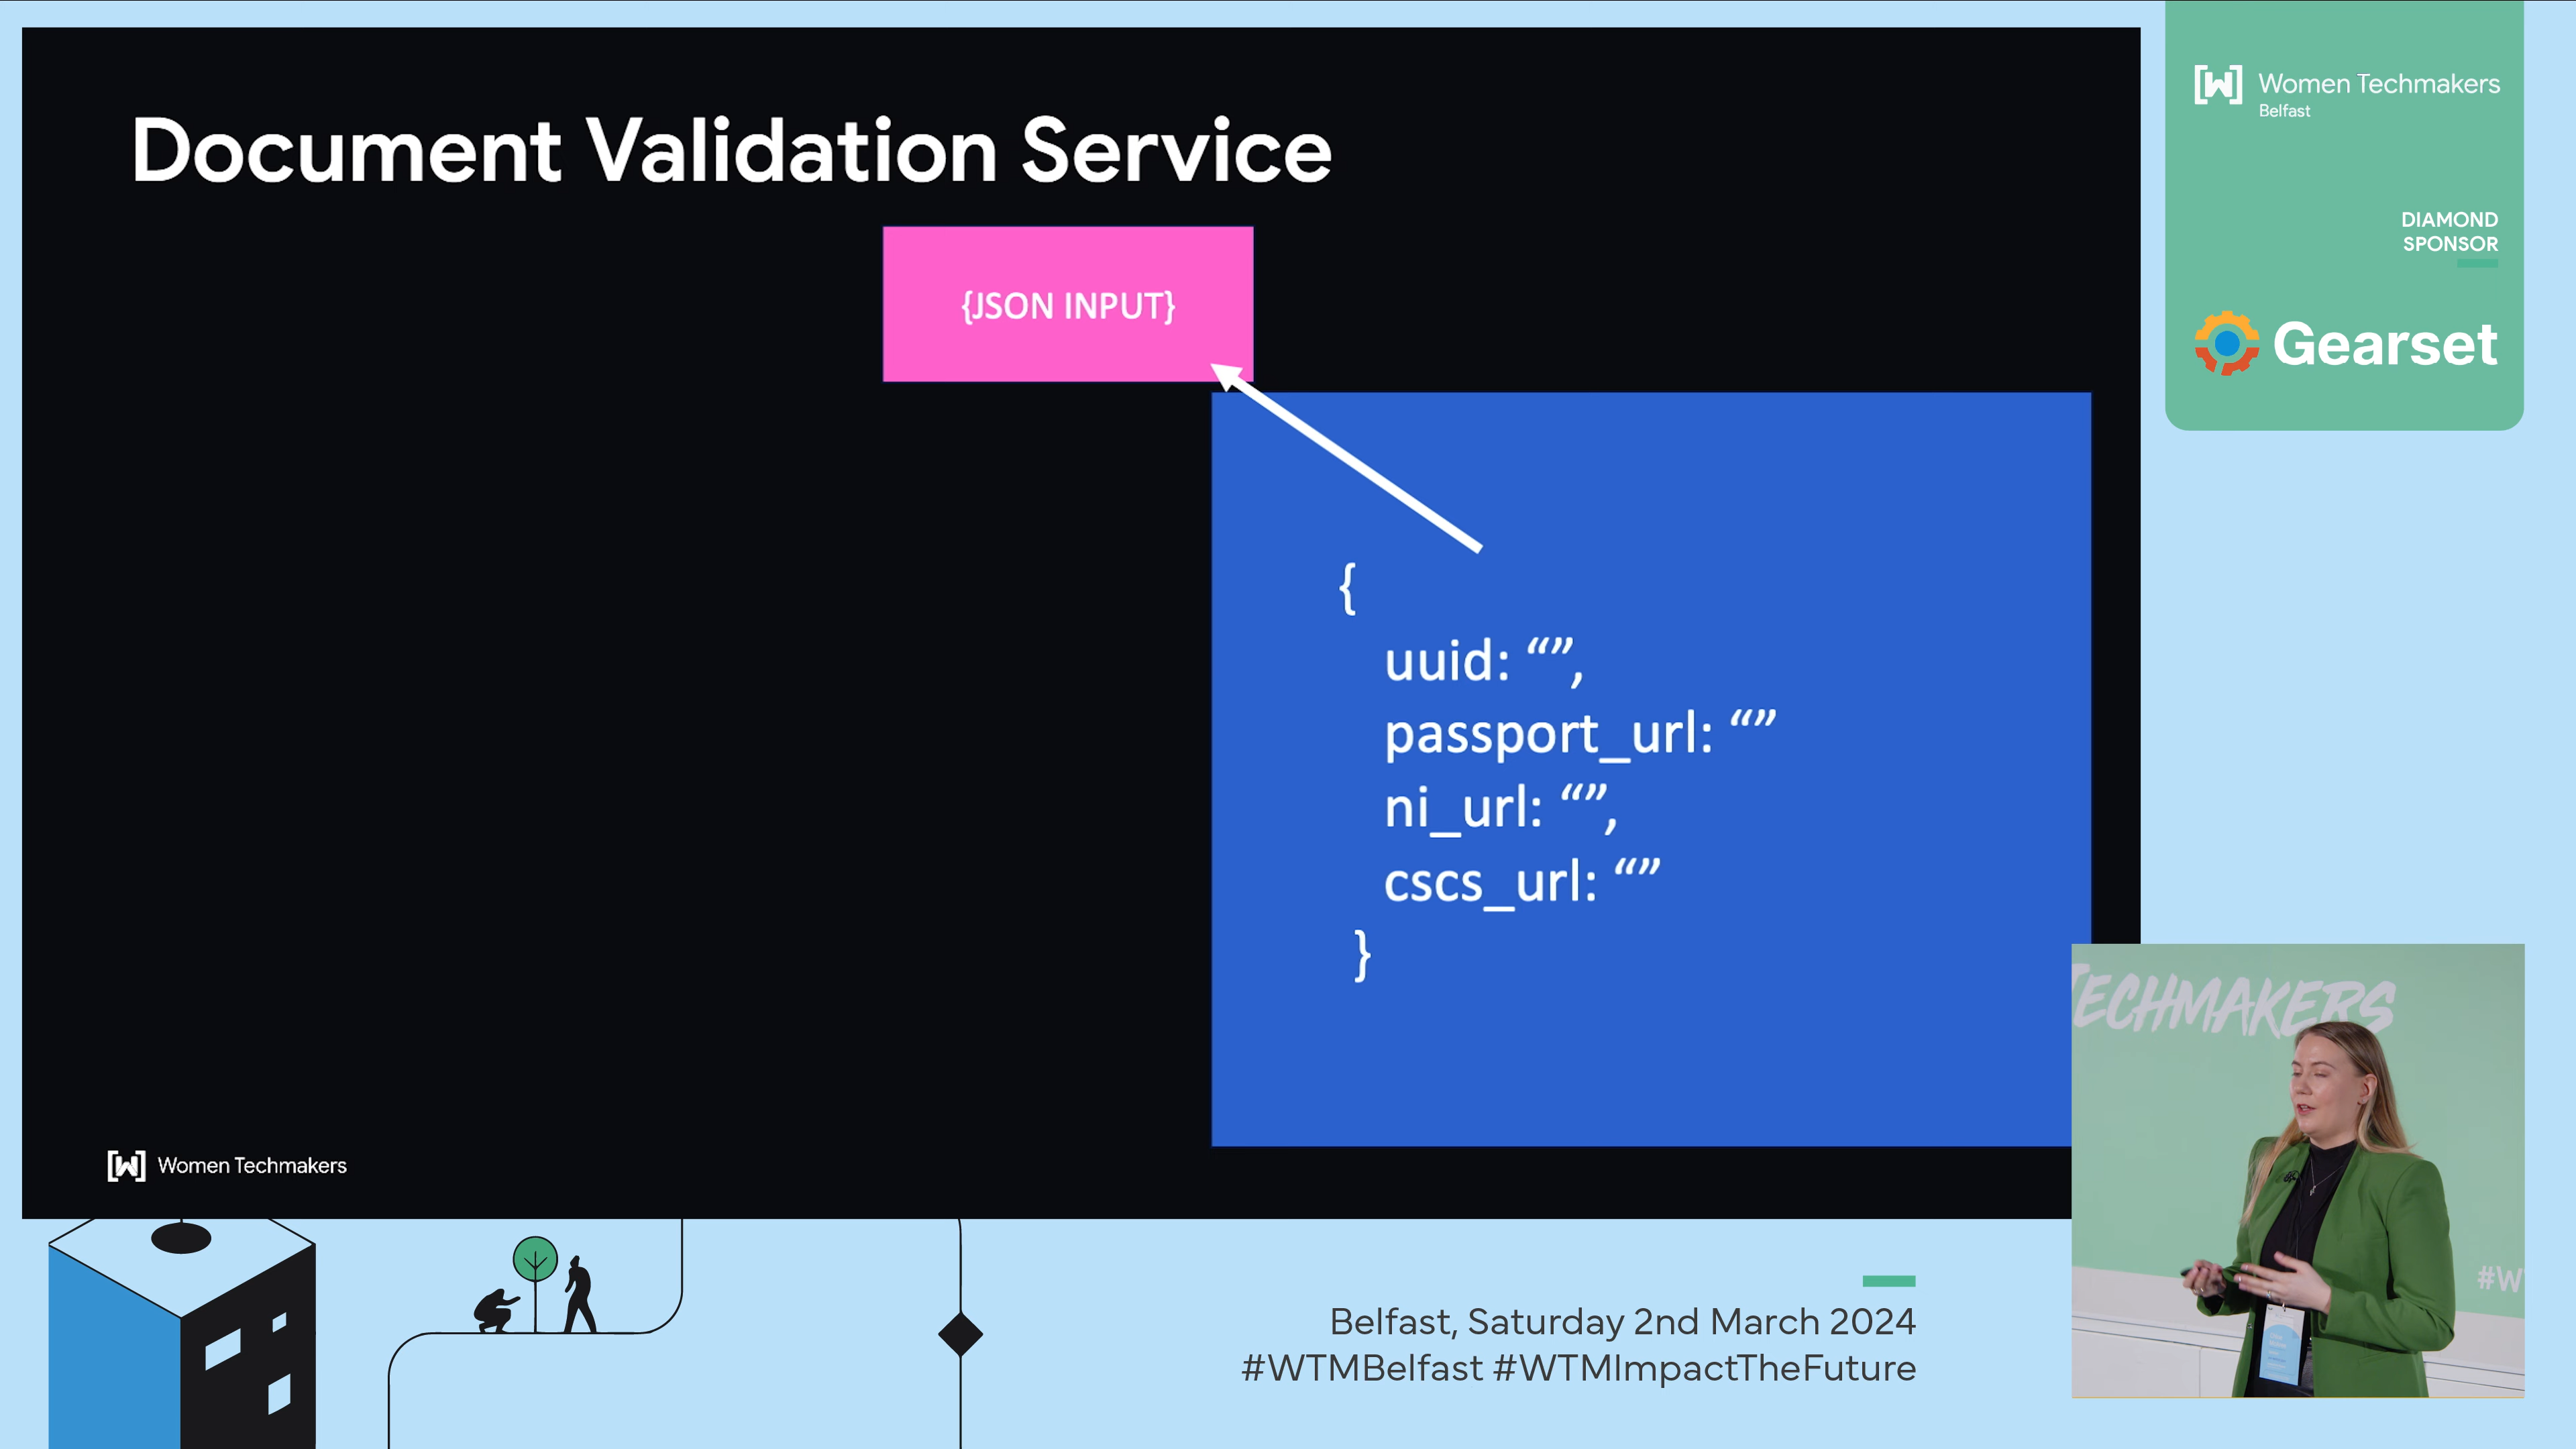 Document Validation Service
{JSON INPUT}
{
uuid: “”,
passport_url: “”
ni_url: “”,
cscs_url: “”
}
[W] Women Techmakers
[W] Women Techmakers
Belfast
DIAMOND
SPONSOR
Gearset
TECHMAKERS
#W
Belfast, Saturday 2nd March 2024
#WTMBelfast #WTMImpactTheFuture